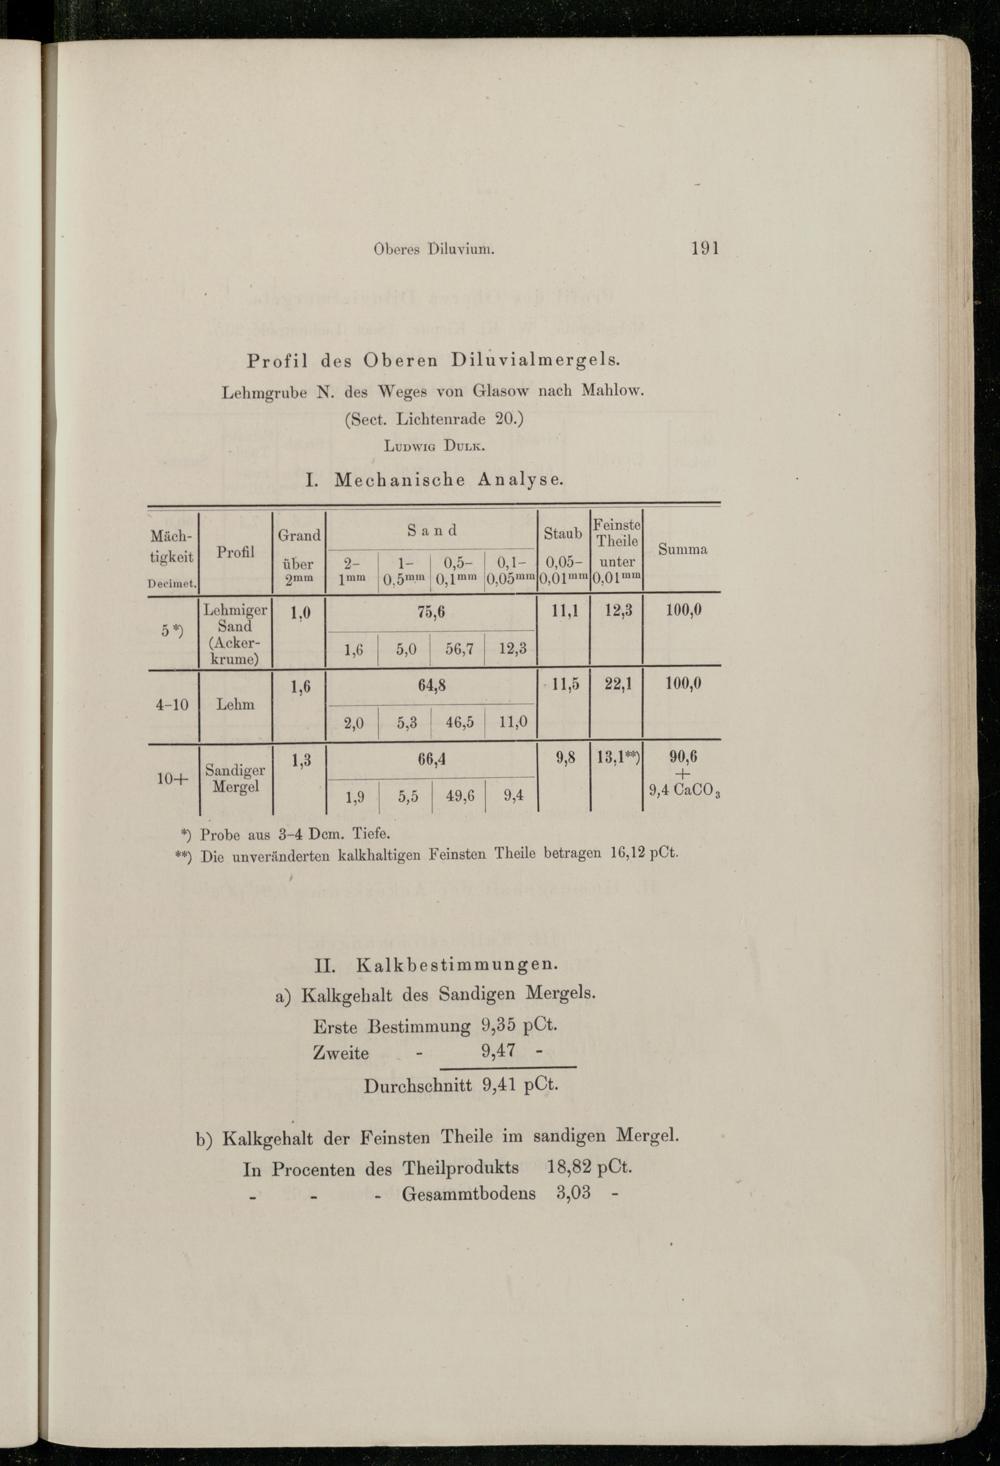 Oberes Diluvium. 191
Profil des Oberen Diluvialmergels.
Lehmgrube N. des Weges von Glasow nach Mahlow.
(Sect. Lichtenrade 20.)
LUDWIG DULK.
I. Mechanische Analyse.
Mäch-tigkeit Decimet. Profil Grand über 2mm Sand Staub Feinste Theile Summa
2-1mm 1-0,5mm 0,5-0,1mm 0,1-0,05mm 0,05-0,01mm unter 0,01mm
5*) Lehmiger Sand (Acker-krume) 1,0 75,6 11,1 12,3 100,0
1,6 5,0 56,7 12,3
4-10 Lehm 1,6 64,8 11,5 22,1 100,0
2,0 5,3 46,5 11,0
10+ Sandiger Mergel 1,3 66,4 9,8 13,1**) 90,6 + 9,4 CaCO3
1,9 5,5 49,6 9,4
*) Probe aus 3-4 Dcm. Tiefe.
**) Die unveränderten kalkhaltigen Feinsten Theile betragen 16,12 pCt.
II. Kalkbestimmungen.
a) Kalkgehalt des Sandigen Mergels.
Erste Bestimmung 9,35 pCt.
Zweite - 9,47 -
Durchschnitt 9,41 pCt.
b) Kalkgehalt der Feinsten Theile im sandigen Mergel.
In Procenten des Theilprodukts 18,82 pCt.
- - - Gesammtbodens 3,03 -